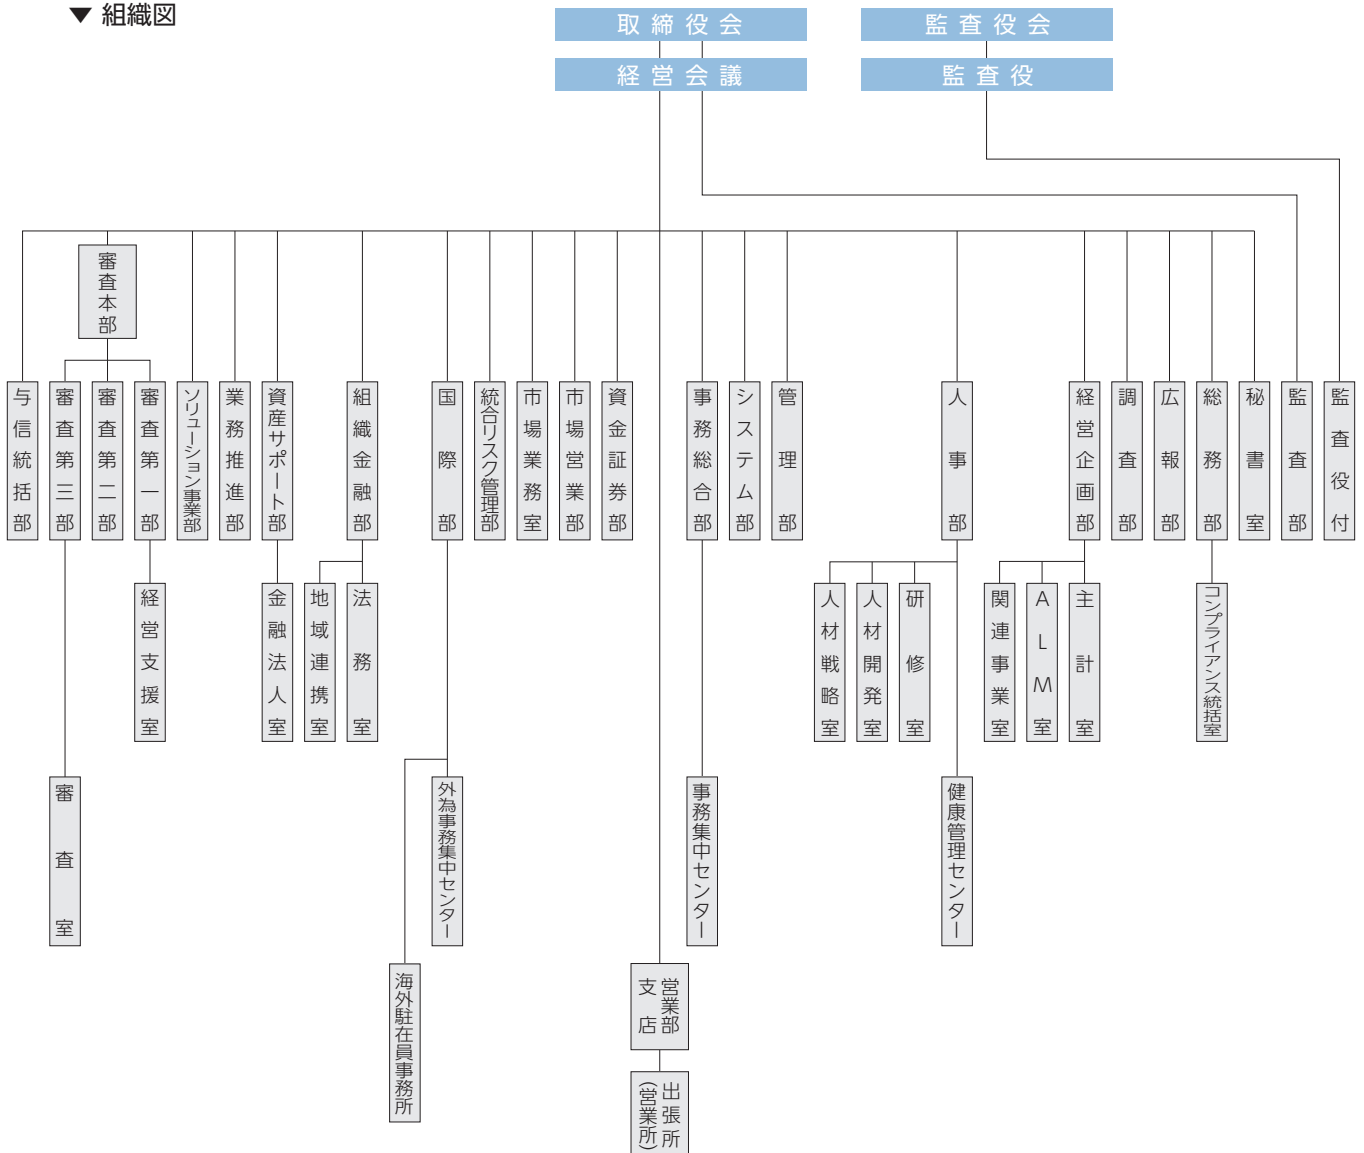 ▼ 組織図
取締役会
監査役会
経営会議
監査役
審査本部
与信統括部
審査第三部
審査第二部
審査第一部
ソリューション事業部
業務推進部
資産サポート部
組織金融部
国際部
統合リスク管理部
市場業務室
市場営業部
資金証券部
事務総合部
システム部
管理部
人事部
経営企画部
調査部
広報部
総務部
秘書室
監査部
監査役付
経営支援室
金融法人室
地域連携室
法務室
人材戦略室
人材開発室
研修室
関連事業室
ALM室
主計室
コンプライアンス統括室
審査室
外為事務集中センター
事務集中センター
健康管理センター
海外駐在員事務所
営業部
支店
出張所
(営業所)